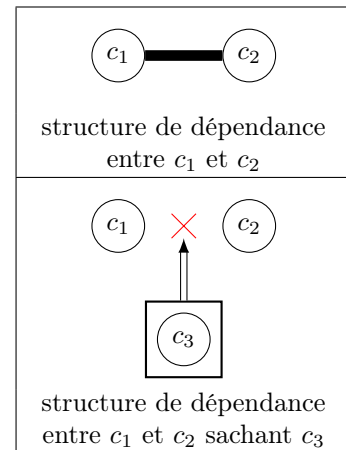 c1 c2
structure de dépendance
entre c1 et c2
c1 c2
c3
structure de dépendance
entre c1 et c2 sachant c3